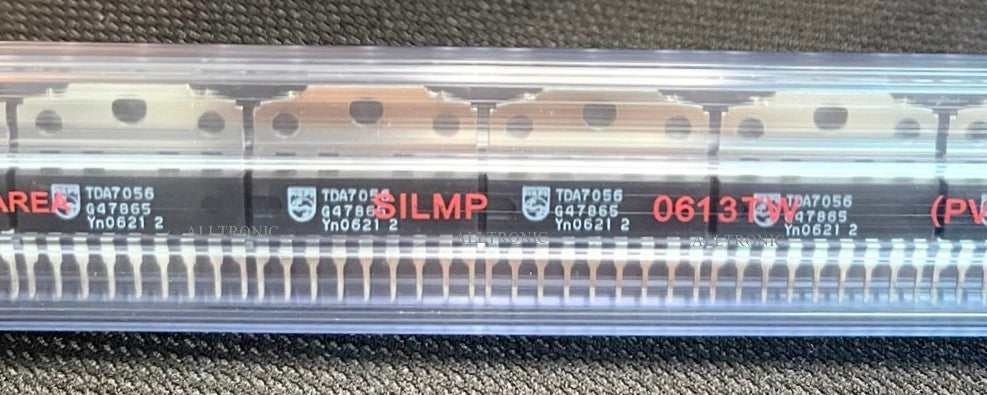 TDA7056
G47865
Yn0621 2
TDA7056
G47865
Yn0621 2
TDA7056
G47865
Yn0621 2
TDA7056
G47865
Yn0621 2
AREA SILMP 0613TW (PV
ALLTRONIC
ALLTRONIC
ALLTRONIC